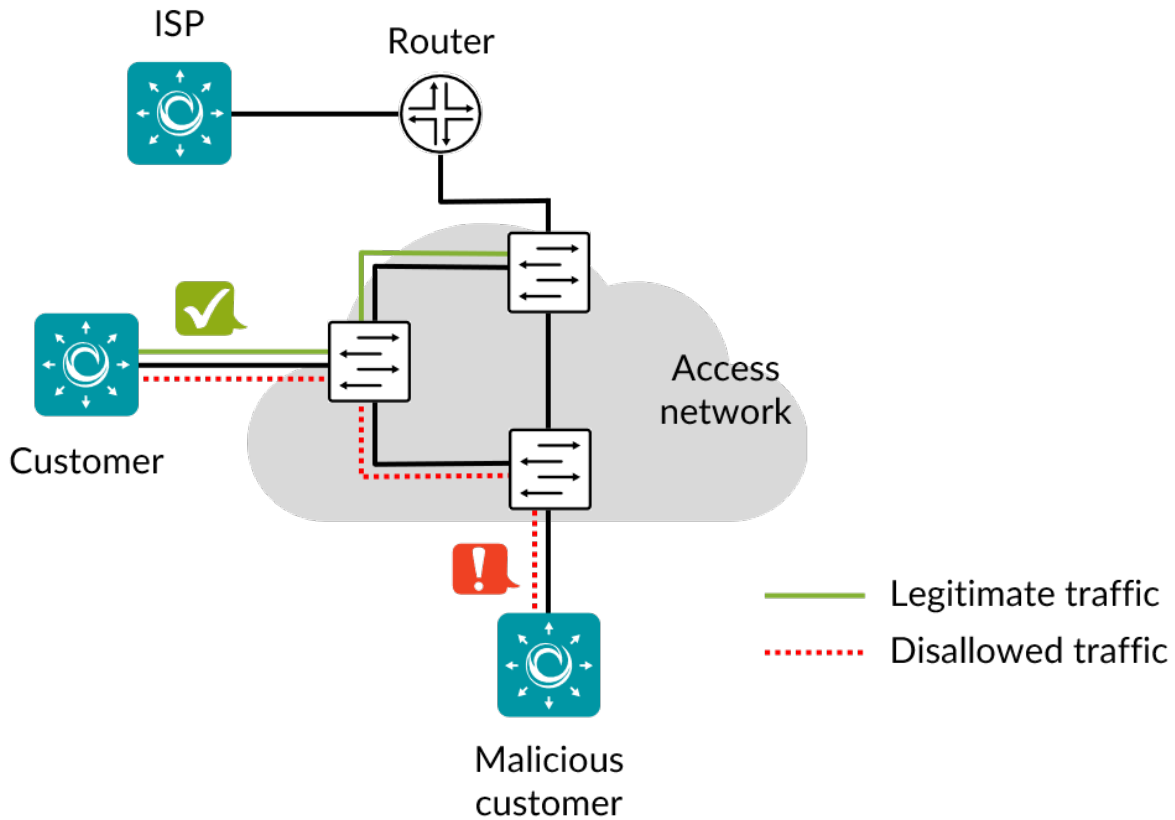 ISP
Router
Access
network
Customer
Legitimate traffic
Disallowed traffic
Malicious
customer